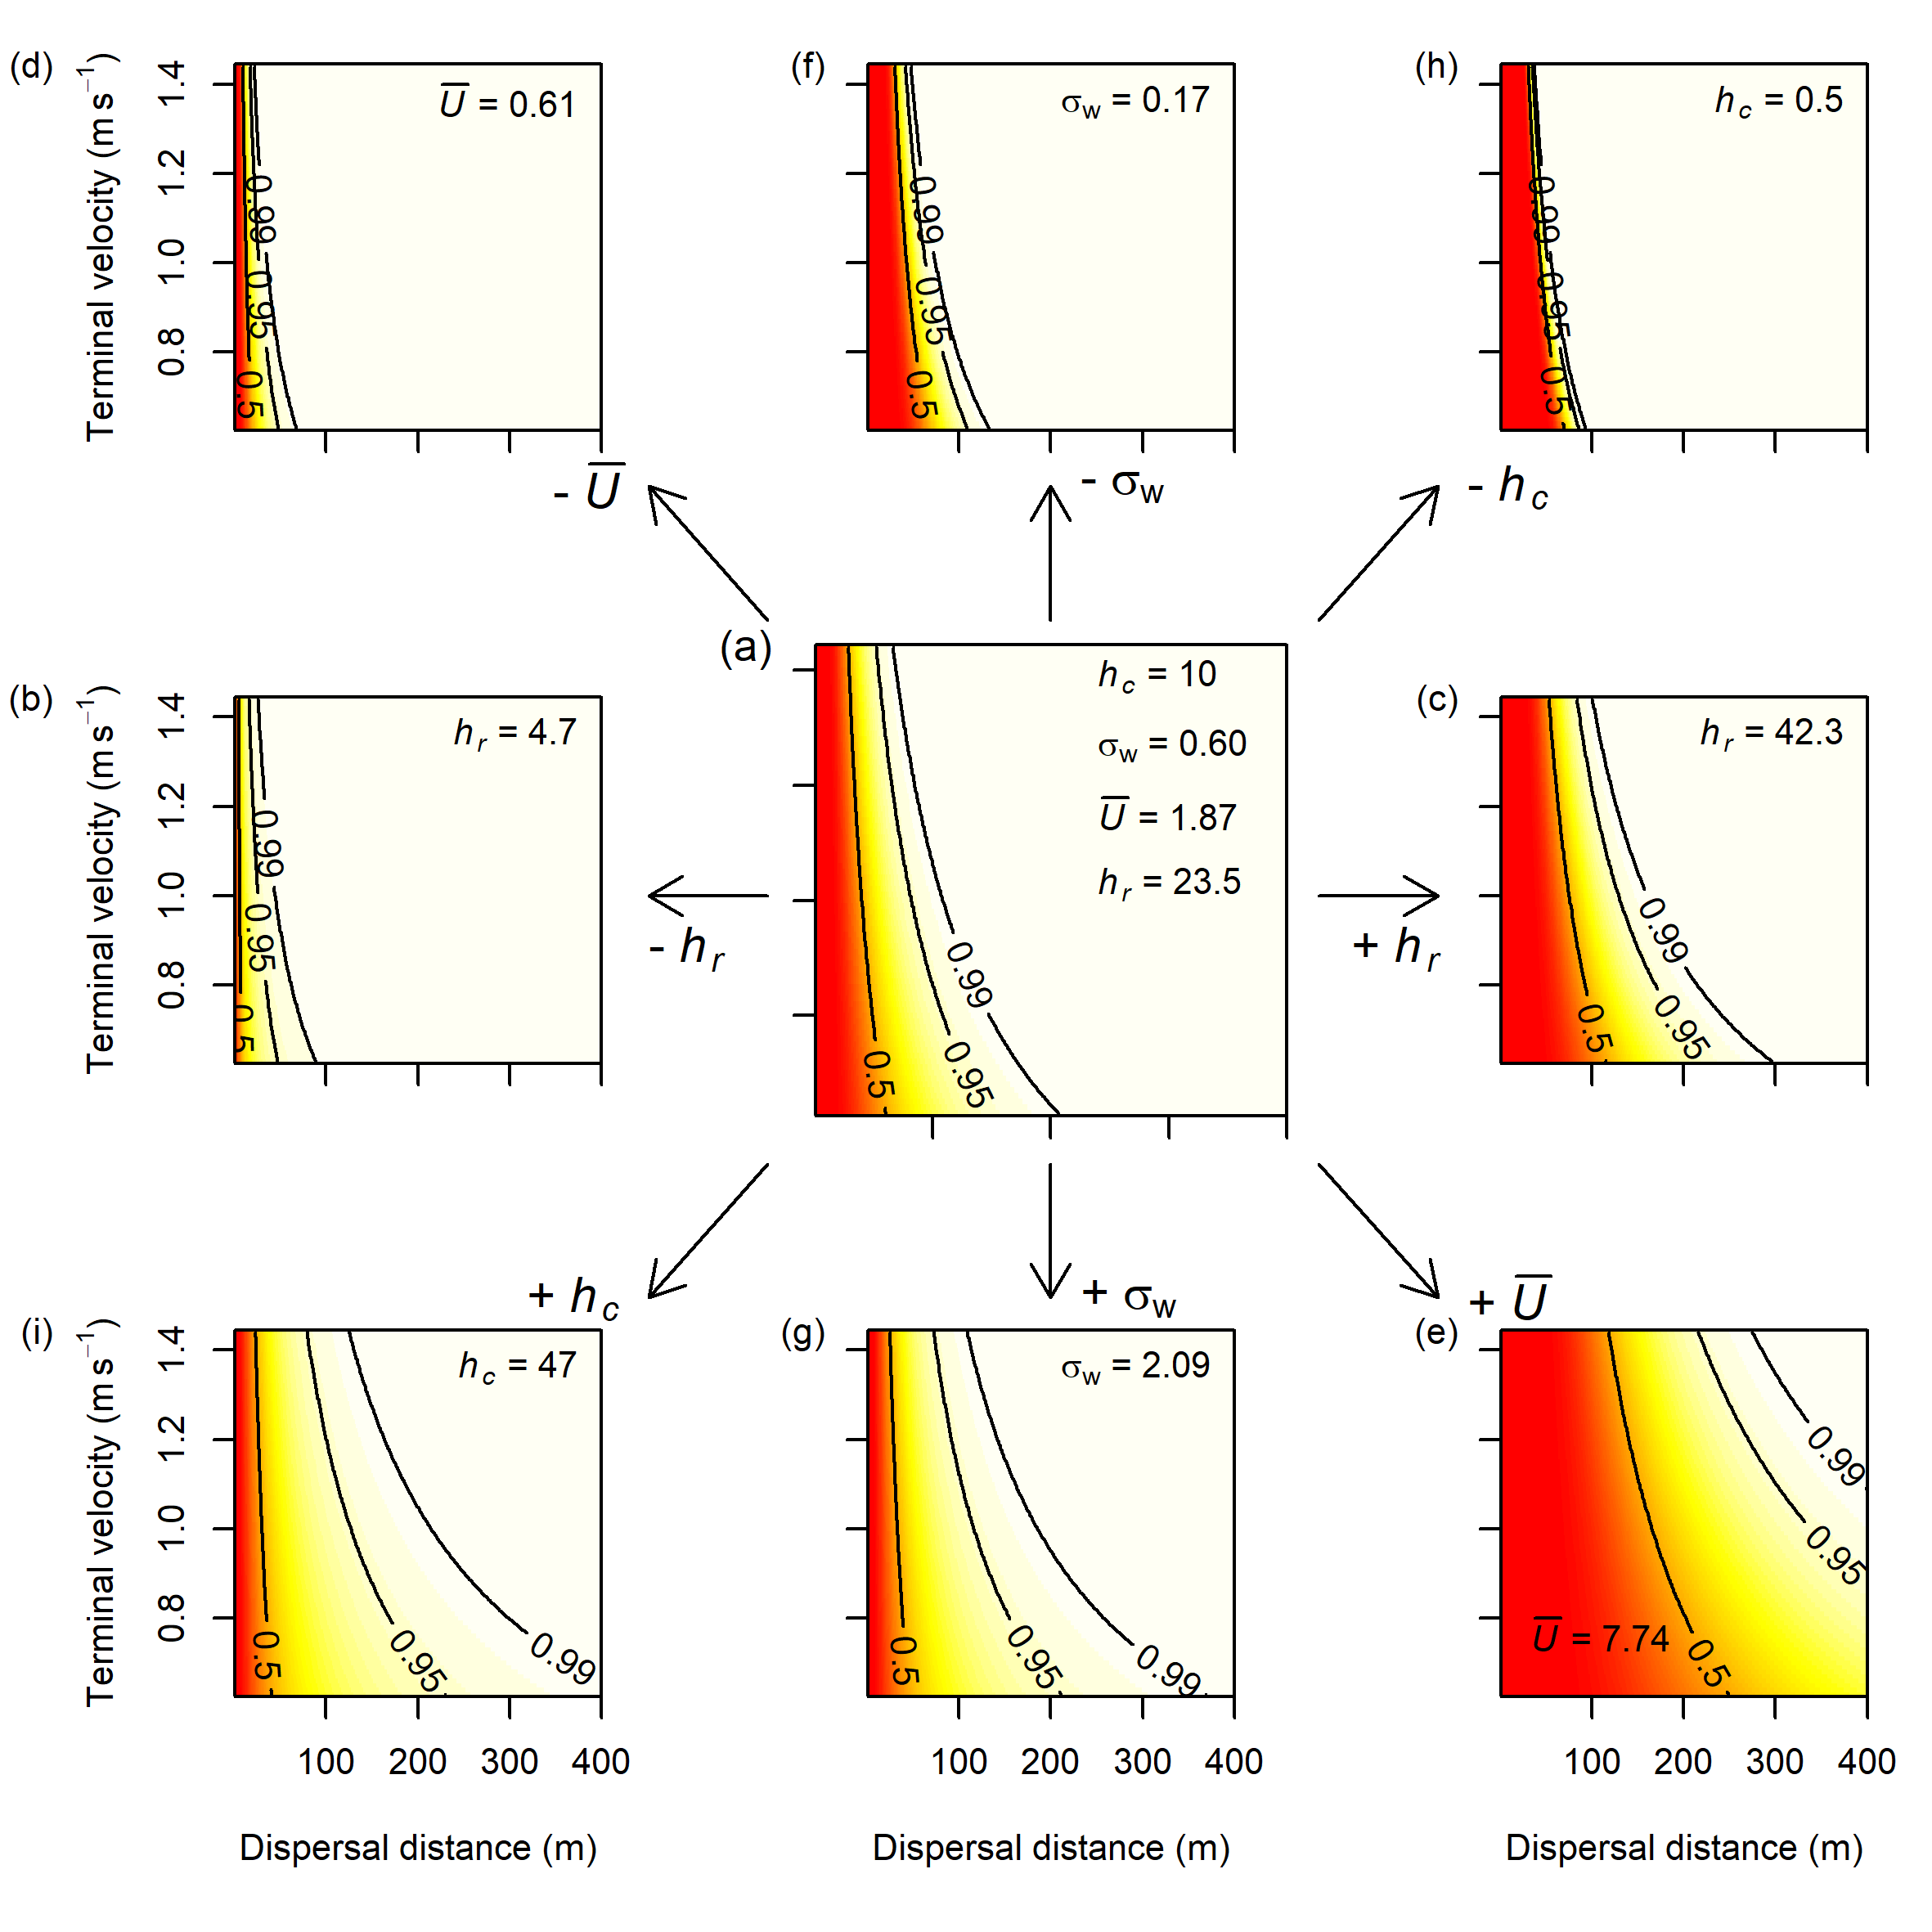 (d)
Terminal velocity (m s⁻¹)
0.8 1.0 1.2 1.4
U̅ = 0.61
0.99
0.95
0.5
(f)
σw = 0.17
0.99
0.95
0.5
(h)
hc = 0.5
0.99
0.95
0.5
- U̅
- σw
- hc
(b)
Terminal velocity (m s⁻¹)
0.8 1.0 1.2 1.4
hr = 4.7
0.99
0.95
0.5
- hr
(a)
hc = 10
σw = 0.60
U̅ = 1.87
hr = 23.5
0.99
0.95
0.5
+ hr
(c)
hr = 42.3
0.99
0.95
0.5
+ hc
+ σw
+ U̅
(i)
Terminal velocity (m s⁻¹)
0.8 1.0 1.2 1.4
hc = 47
0.5
0.95
0.99
100 200 300 400
Dispersal distance (m)
(g)
σw = 2.09
0.5
0.95
0.99
100 200 300 400
Dispersal distance (m)
(e)
0.99
0.95
U̅ = 7.74
0.5
100 200 300 400
Dispersal distance (m)